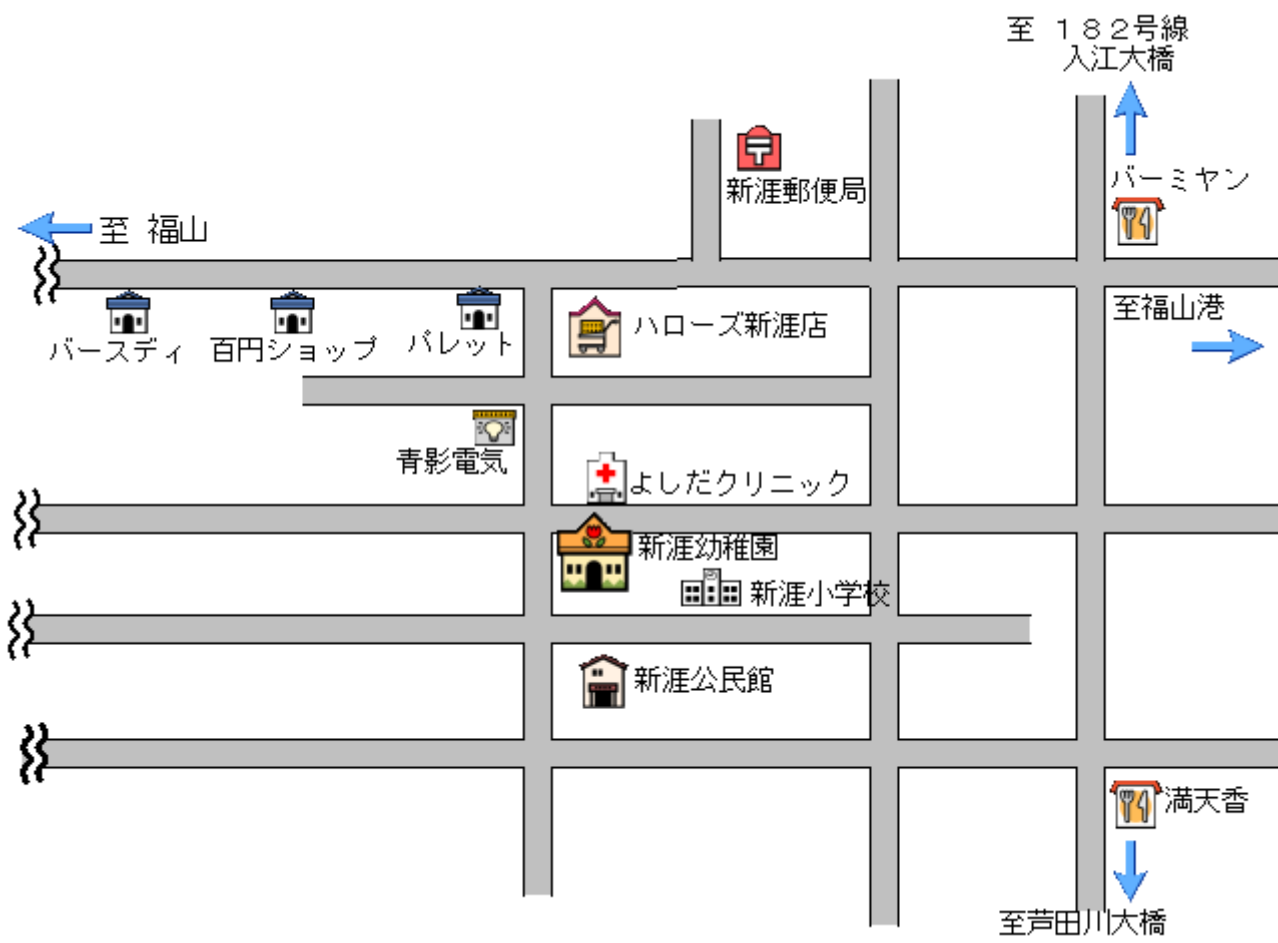 至 １８２号線
入江大橋
新涯郵便局
バーミヤン
至 福山
至福山港
ハローズ新涯店
バースディ
百円ショップ
パレット
青影電気
よしだクリニック
新涯幼稚園
新涯小学校
新涯公民館
満天香
至芦田川大橋